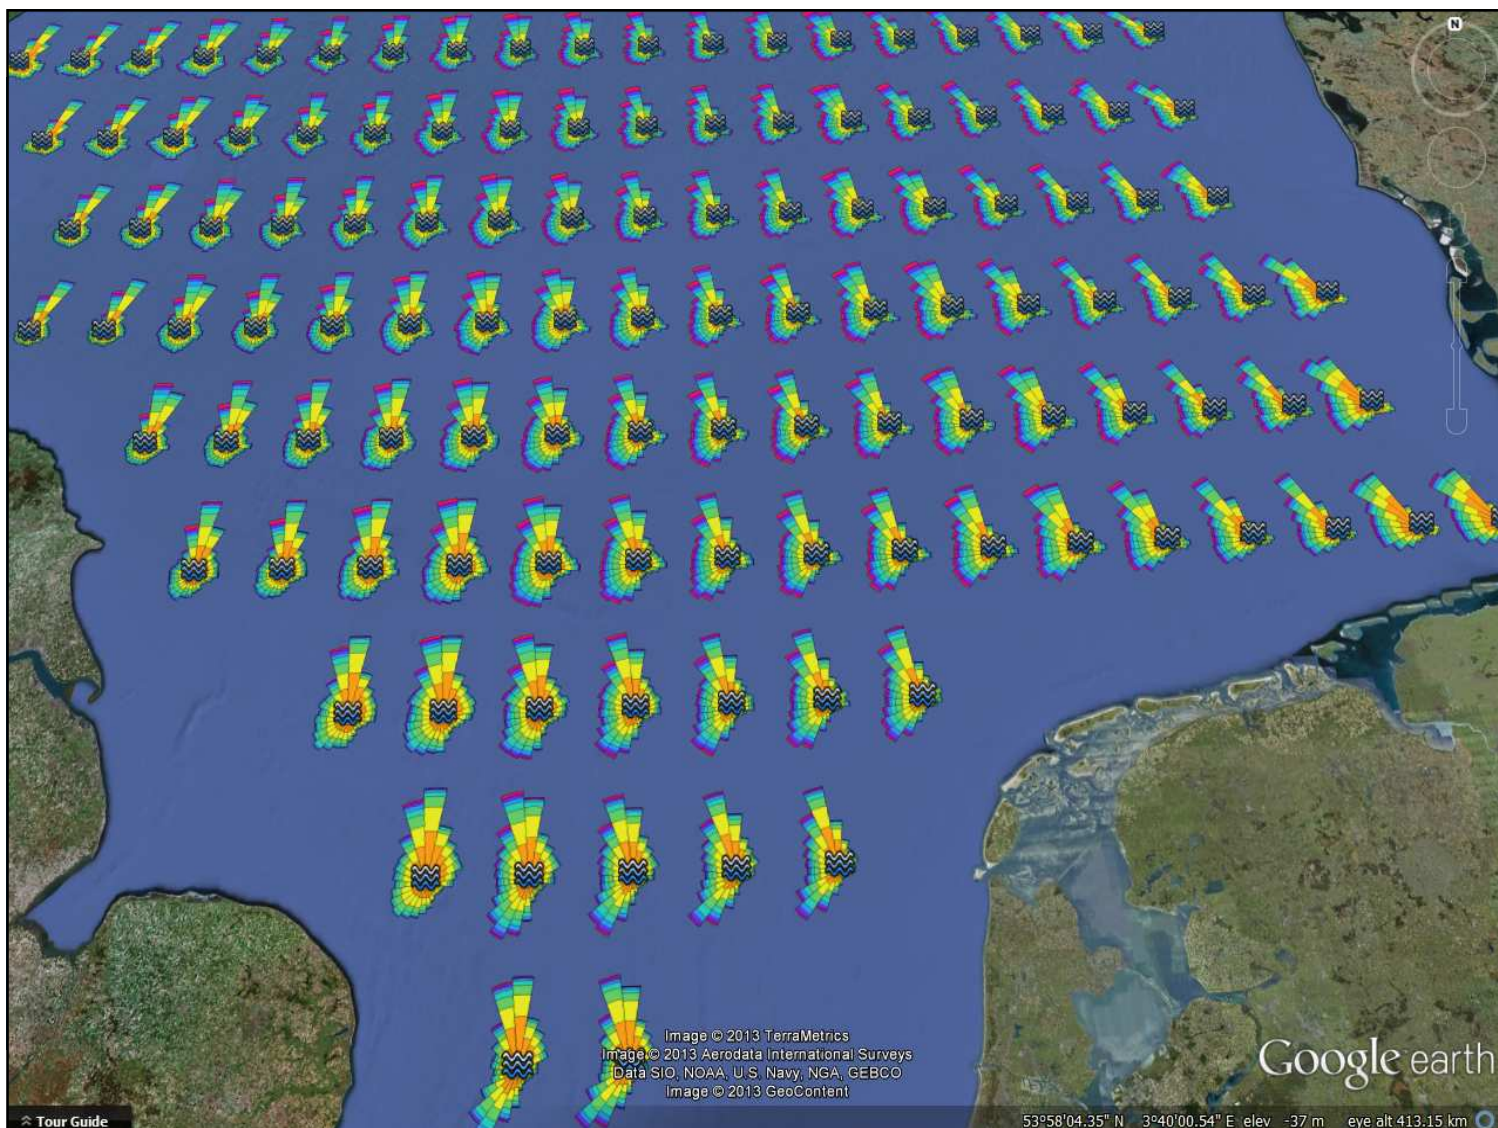 N
Image © 2013 TerraMetrics
Image © 2013 Aerodata International Surveys
Data SIO, NOAA, U.S. Navy, NGA, GEBCO
Image © 2013 GeoContent
Google earth
Tour Guide
53°58'04.35" N 3°40'00.54" E elev -37 m eye alt 413.15 km